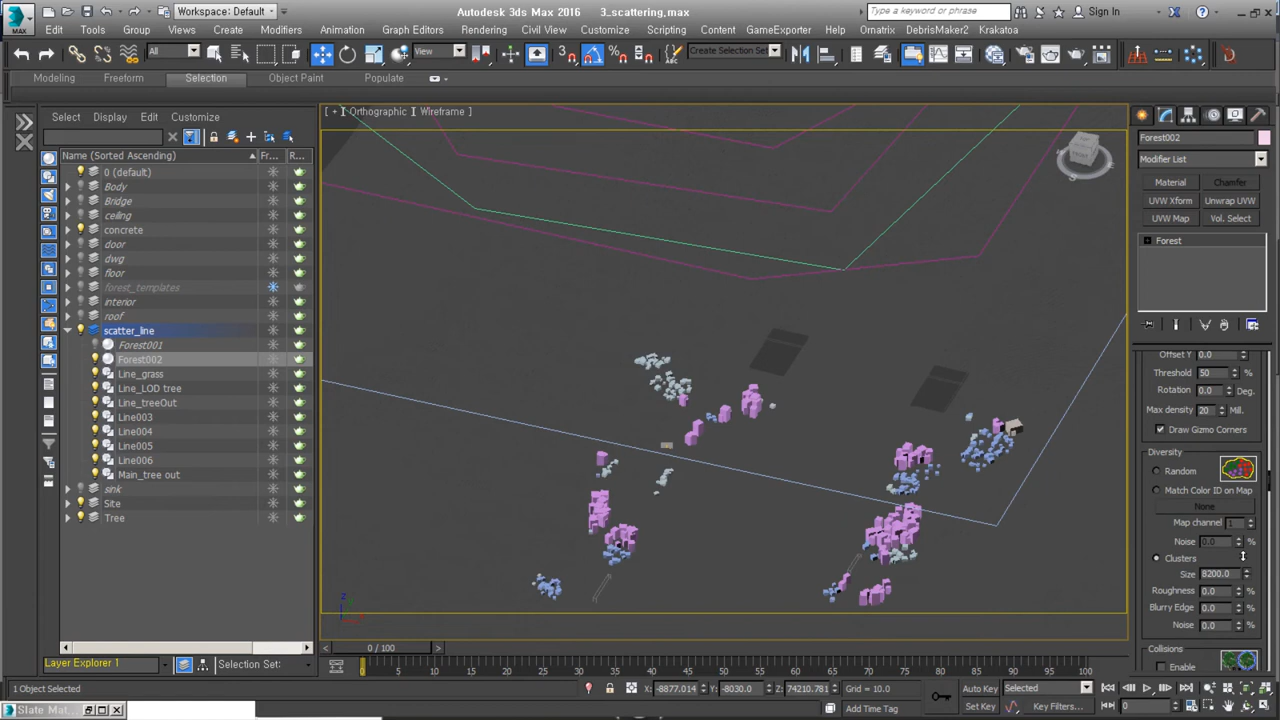 Workspace: Default
Autodesk 3ds Max 2016 3_scattering.max
Type a keyword or phrase
Sign In
MAX
Edit Tools Group Views Create Modifiers Animation Graph Editors Rendering Civil View Customize Scripting Content GameExporter Help Ornatrix DebrisMaker2 Krakatoa
All
View
Create Selection Set
Modeling Freeform Selection Object Paint Populate
Select Display Edit Customize
Name (Sorted Ascending) Fr... R...
0 (default)
Body
Bridge
ceiling
concrete
door
dwg
floor
forest_templates
interior
roof
scatter_line
Forest001
Forest002
Line_grass
Line_LOD tree
Line_treeOut
Line003
Line004
Line005
Line006
Main_tree out
sink
Site
Tree
Layer Explorer 1
Selection Set:
[ + ] Orthographic ] Wireframe ]
TOP
FRONT
Forest002
Modifier List
Material Chamfer
UVW Xform Unwrap UVW
UVW Map Vol. Select
Forest
Offset Y 0.0
Threshold 50 %
Rotation 0.0 Deg.
Max density 20 Mill.
Draw Gizmo Corners
Diversity
Random
Match Color ID on Map
None
Map channel 1
Noise 0.0 %
Clusters
Size 8200.0
Roughness 0.0 %
Blurry Edge 0.0 %
Noise 0.0 %
Collisions
Enable
0 / 100
0 5 10 15 20 25 30 35 40 45 50 55 60 65 70 75 80 85 90 95 100
1 Object Selected
X: -8877.014 Y: -8030.0 Z: 74210.781 Grid = 10.0
Add Time Tag
Auto Key Selected
Set Key Key Filters...
0
Slate Mat...